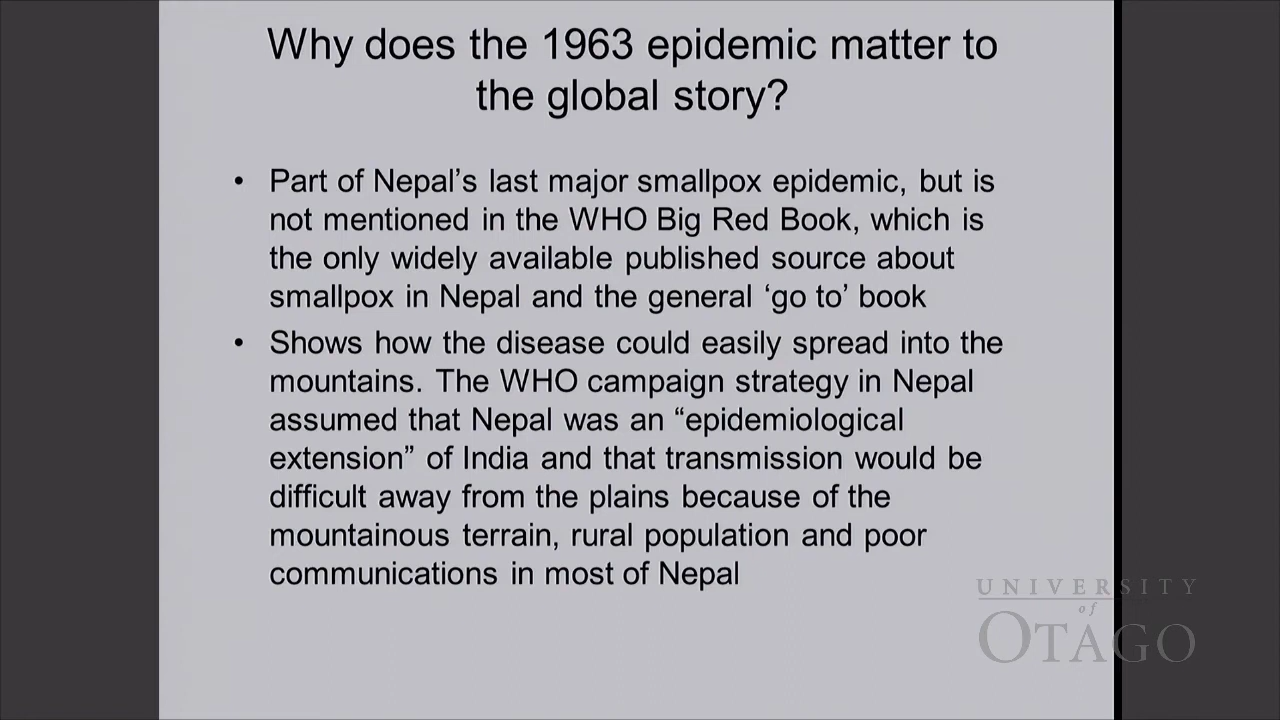 Why does the 1963 epidemic matter to
the global story?
• Part of Nepal’s last major smallpox epidemic, but is
not mentioned in the WHO Big Red Book, which is
the only widely available published source about
smallpox in Nepal and the general ‘go to’ book
• Shows how the disease could easily spread into the
mountains. The WHO campaign strategy in Nepal
assumed that Nepal was an “epidemiological
extension” of India and that transmission would be
difficult away from the plains because of the
mountainous terrain, rural population and poor
communications in most of Nepal
UNIVERSITY
of
OTAGO